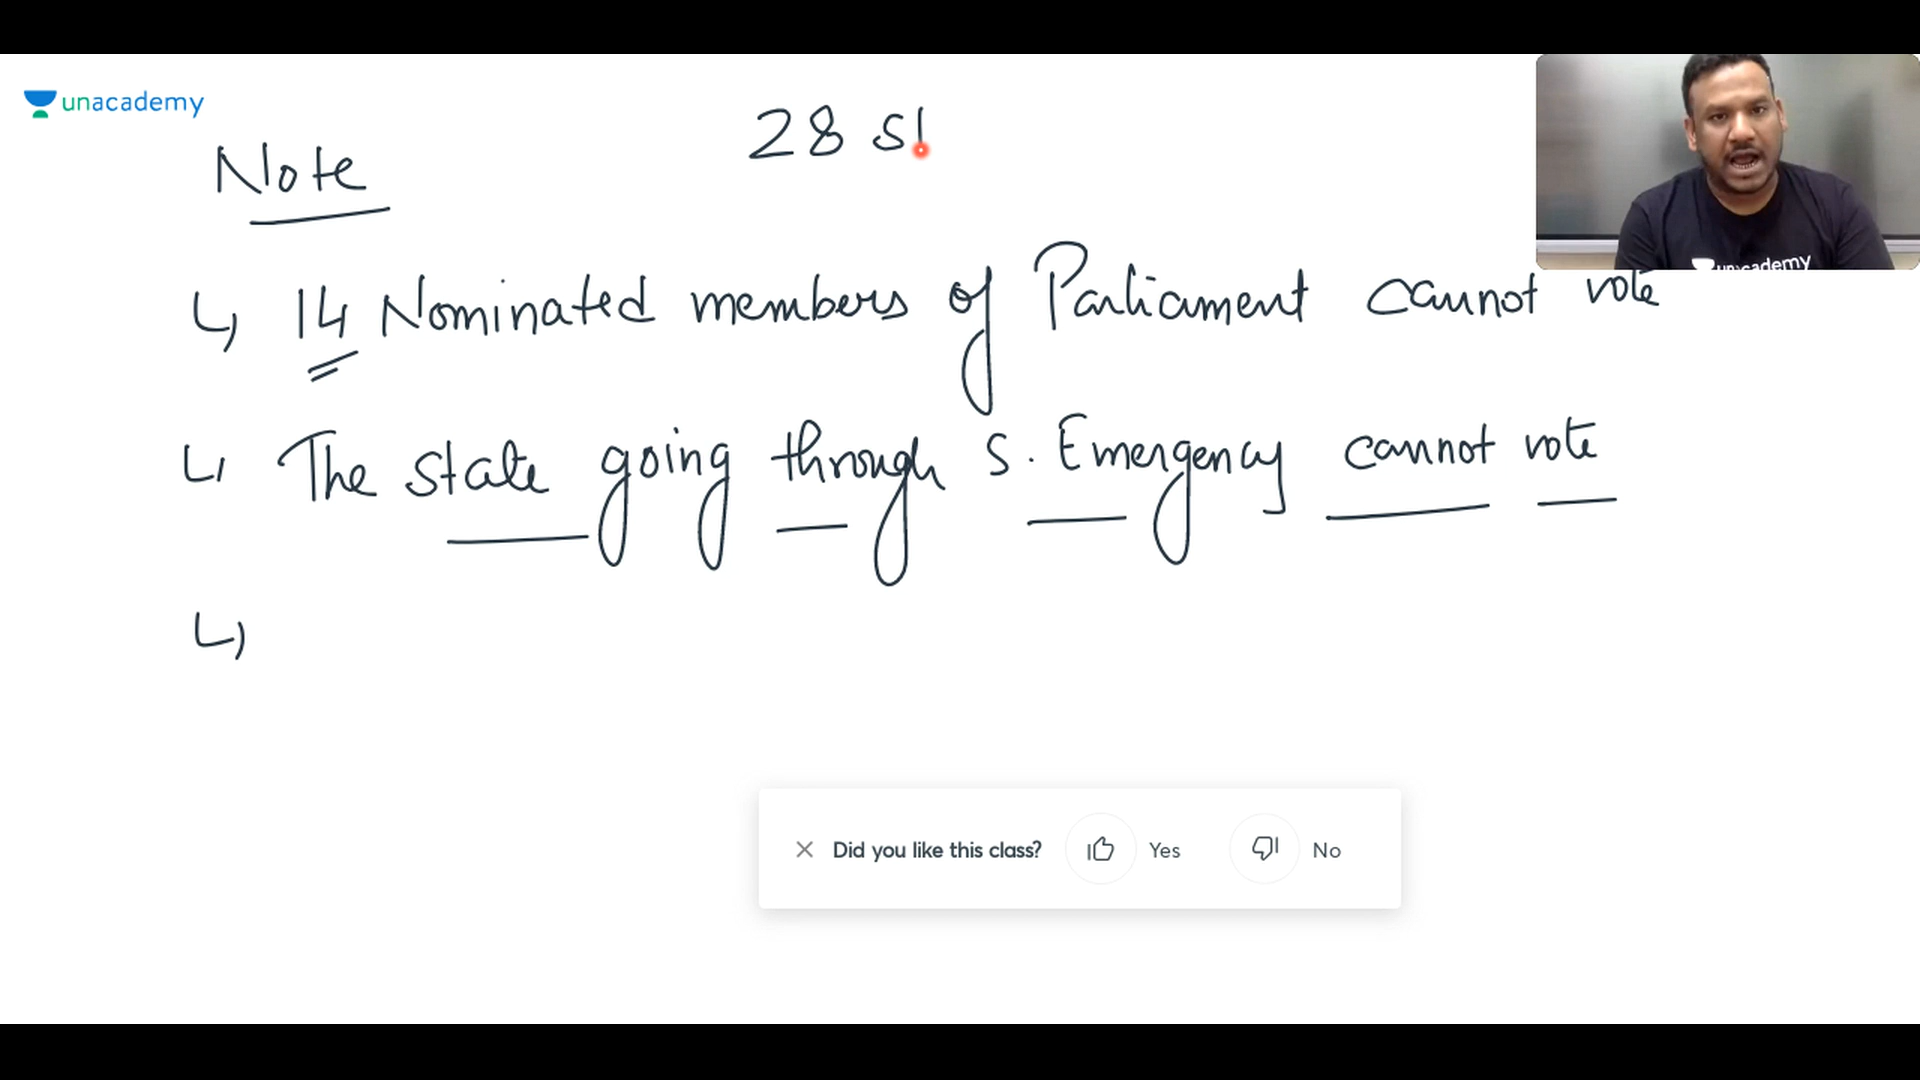 unacademy
28 s
Note
14 Nominated members of Parliament cannot vote
The state going through S. Emergency cannot vote
unacademy
Did you like this class? Yes No